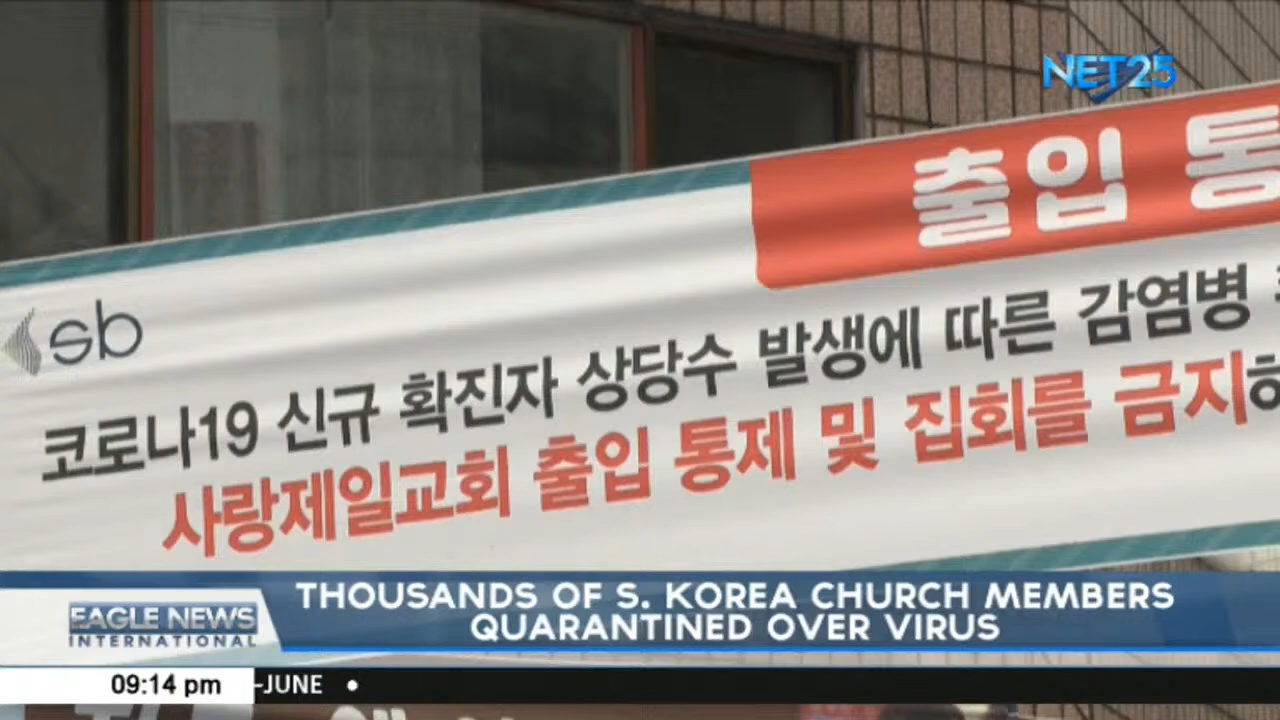 NET25
출입
sb
코로나19 신규 확진자 상당수 발생에 따른 감염병
사랑제일교회 출입 통제 및 집회를 금지하
THOUSANDS OF S. KOREA CHURCH MEMBERS
QUARANTINED OVER VIRUS
EAGLE NEWS
INTERNATIONAL
09:14 pm
-JUNE •